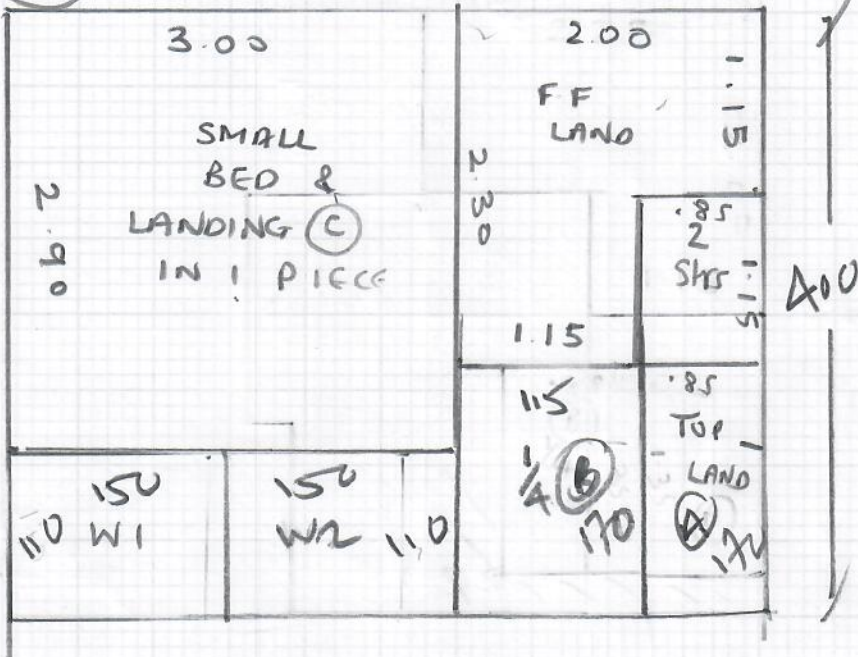 3.00
2.90
SMALL
BED &
LANDING C
IN 1 PIECE
2.00
FF
LAND
1.15
2.30
.85
2
Strs
1.15
1.15
400
115
1/4 B
170
.85
TOP
LAND
A
170
150
110 W1
150
W2 110